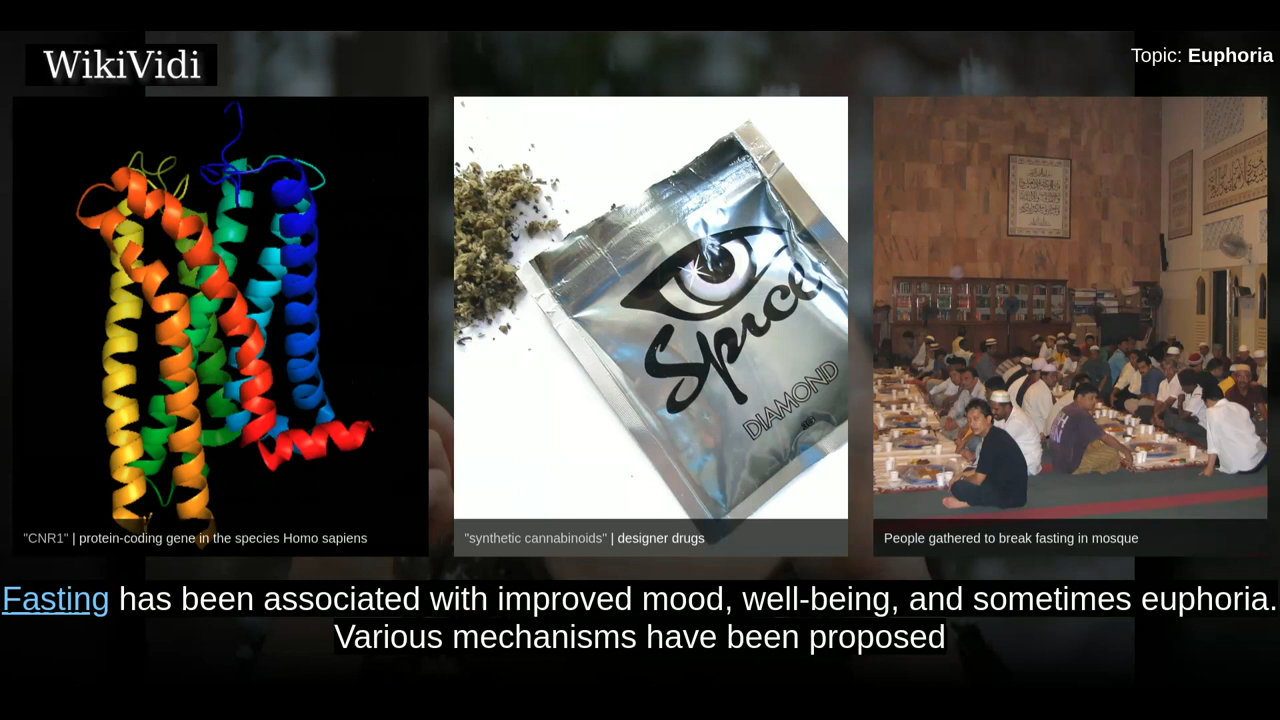 WikiVidi
Topic: Euphoria
Spice
DIAMOND
"CNR1" | protein-coding gene in the species Homo sapiens
"synthetic cannabinoids" | designer drugs
People gathered to break fasting in mosque
Fasting has been associated with improved mood, well-being, and sometimes euphoria.
Various mechanisms have been proposed